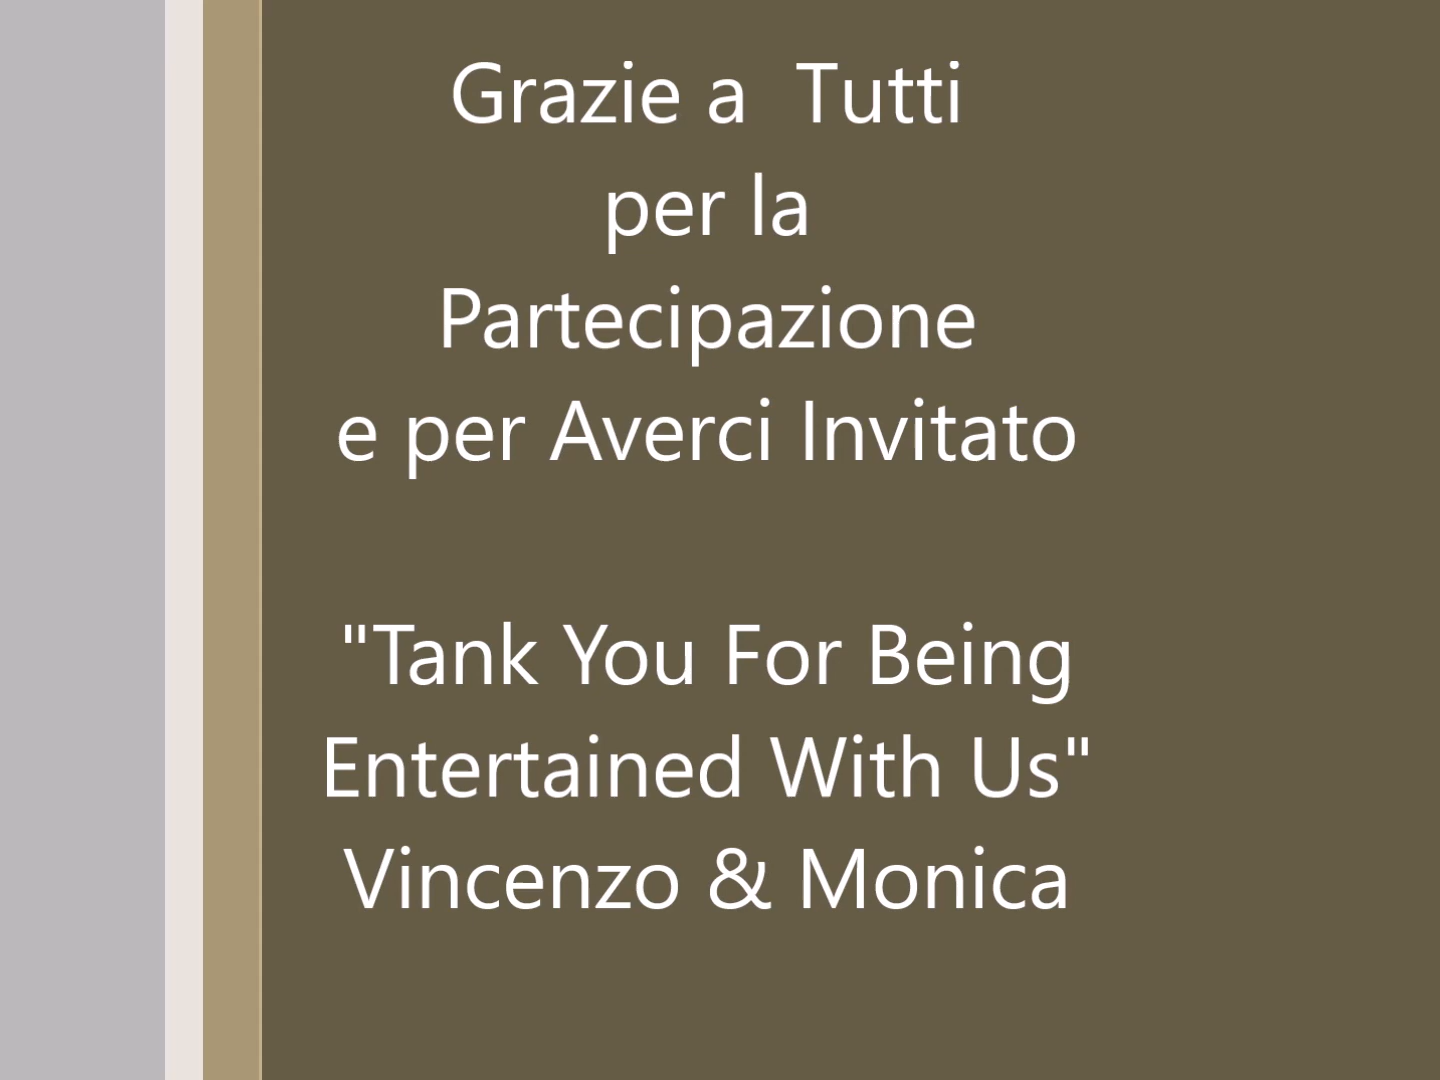 Grazie a  Tutti
per la
Partecipazione
e per Averci Invitato
"Tank You For Being
Entertained With Us"
Vincenzo & Monica